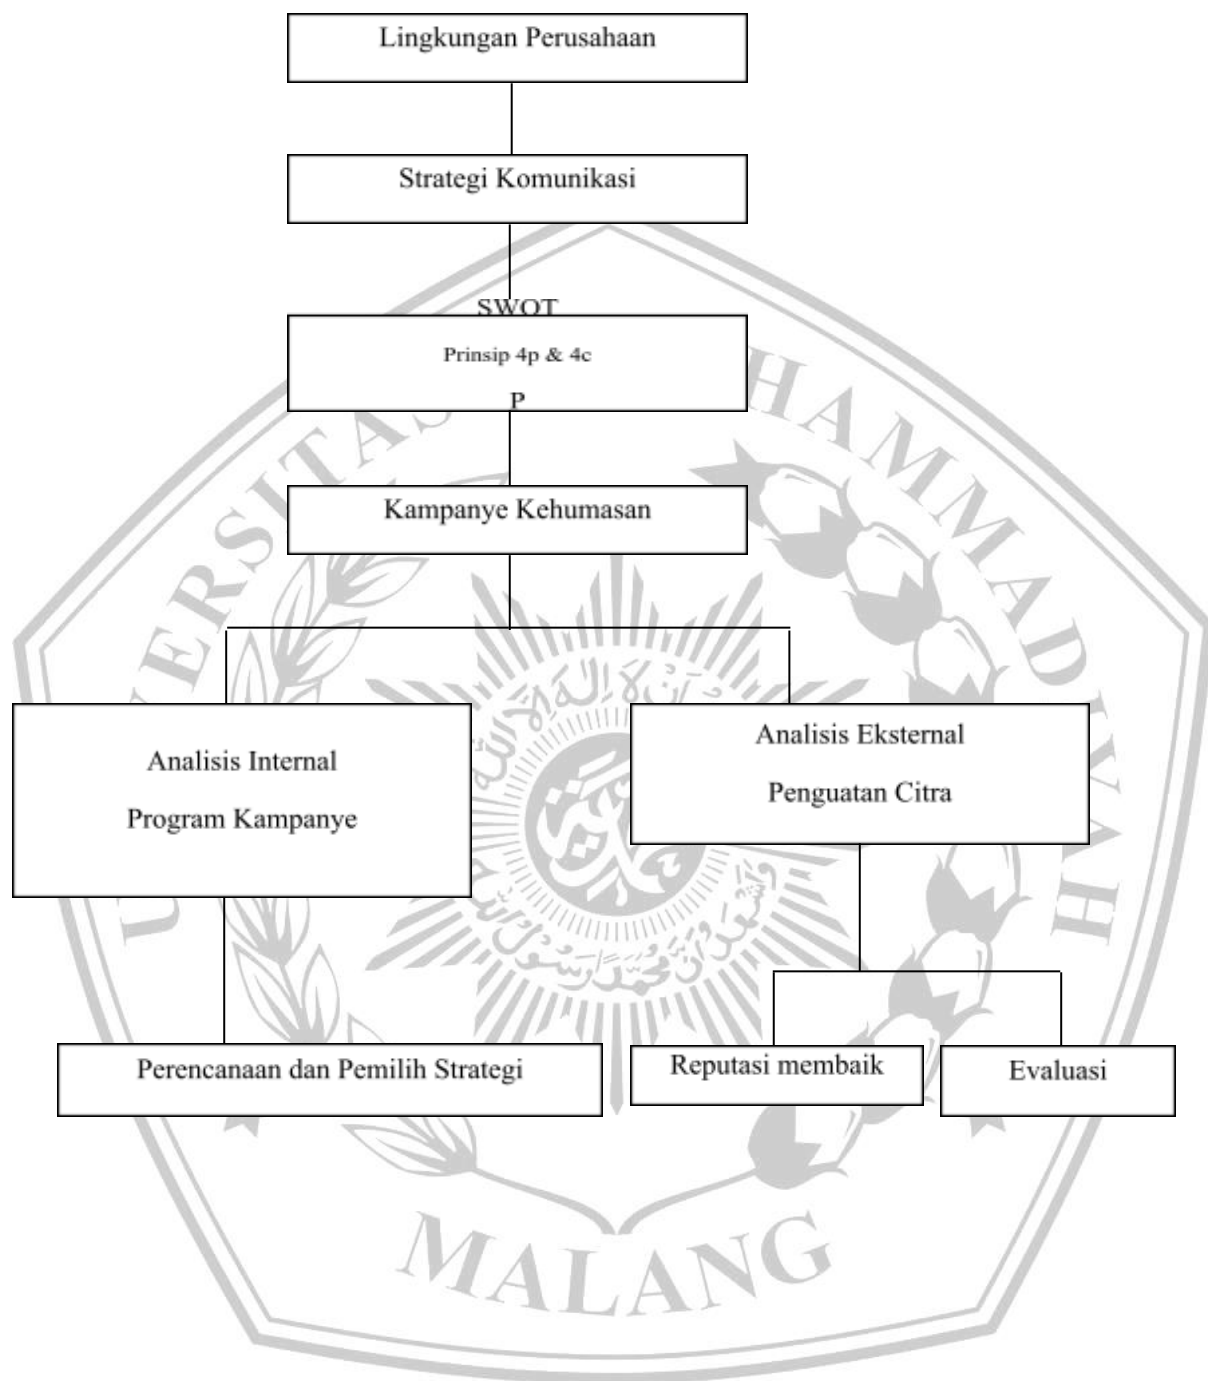 Lingkungan Perusahaan
Strategi Komunikasi
SWOT
Prinsip 4p & 4c
P
Kampanye Kehumasan
Analisis Internal
Program Kampanye
Analisis Eksternal
Penguatan Citra
Perencanaan dan Pemilih Strategi
Reputasi membaik
Evaluasi
MALANG